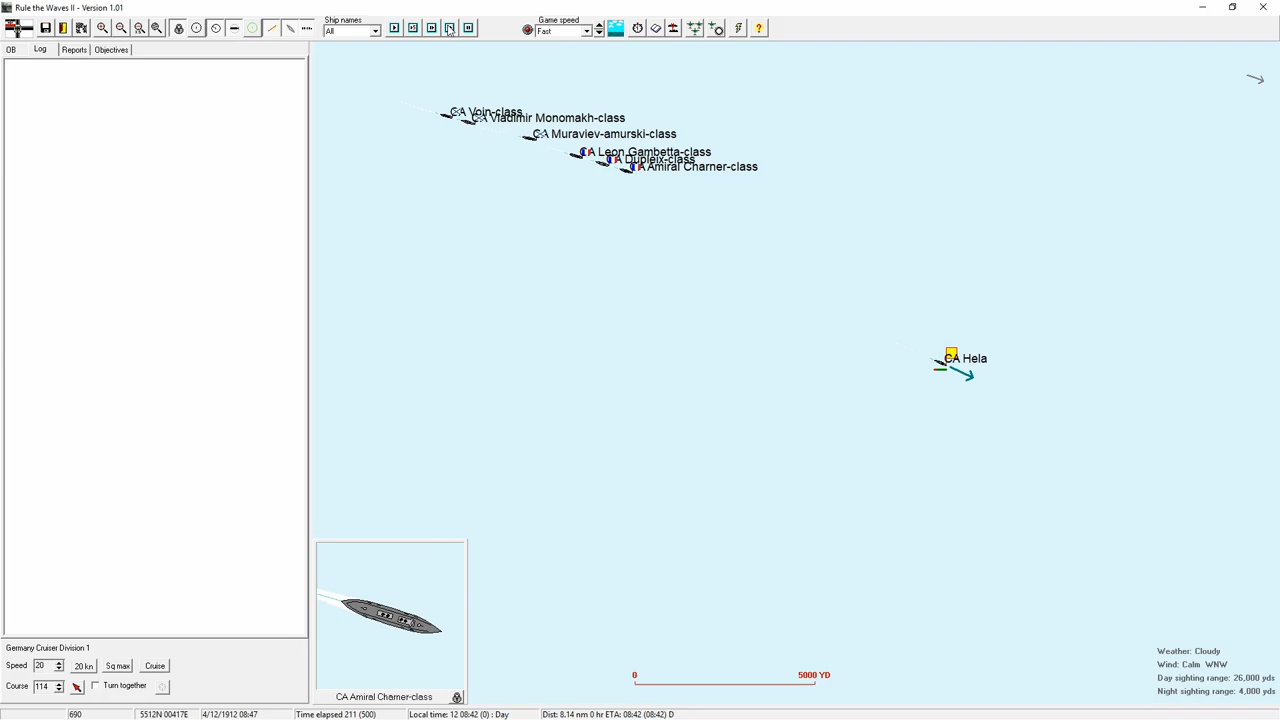 Rule the Waves II - Version 1.01
Ship names
All
Game speed
Fast
OB
Log
Reports
Objectives
CA Voin-class
CA Vladimir Monomakh-class
CA Muraviev-amurski-class
CA Leon Gambetta-class
CA Dupleix-class
CA Amiral Charner-class
CA Hela
CA Amiral Charner-class
0 5000 YD
Weather: Cloudy
Wind: Calm WNW
Day sighting range: 26,000 yds
Night sighting range: 4,000 yds
Germany Cruiser Division 1
Speed 20 20 kn Sq max Cruise
Course 114 Turn together
690 5512N 00417E 4/12/1912 08:47 Time elapsed 211 (500) Local time: 12 08:42 (0) : Day Dist: 8.14 nm 0 hr ETA: 08:42 (08:42) D